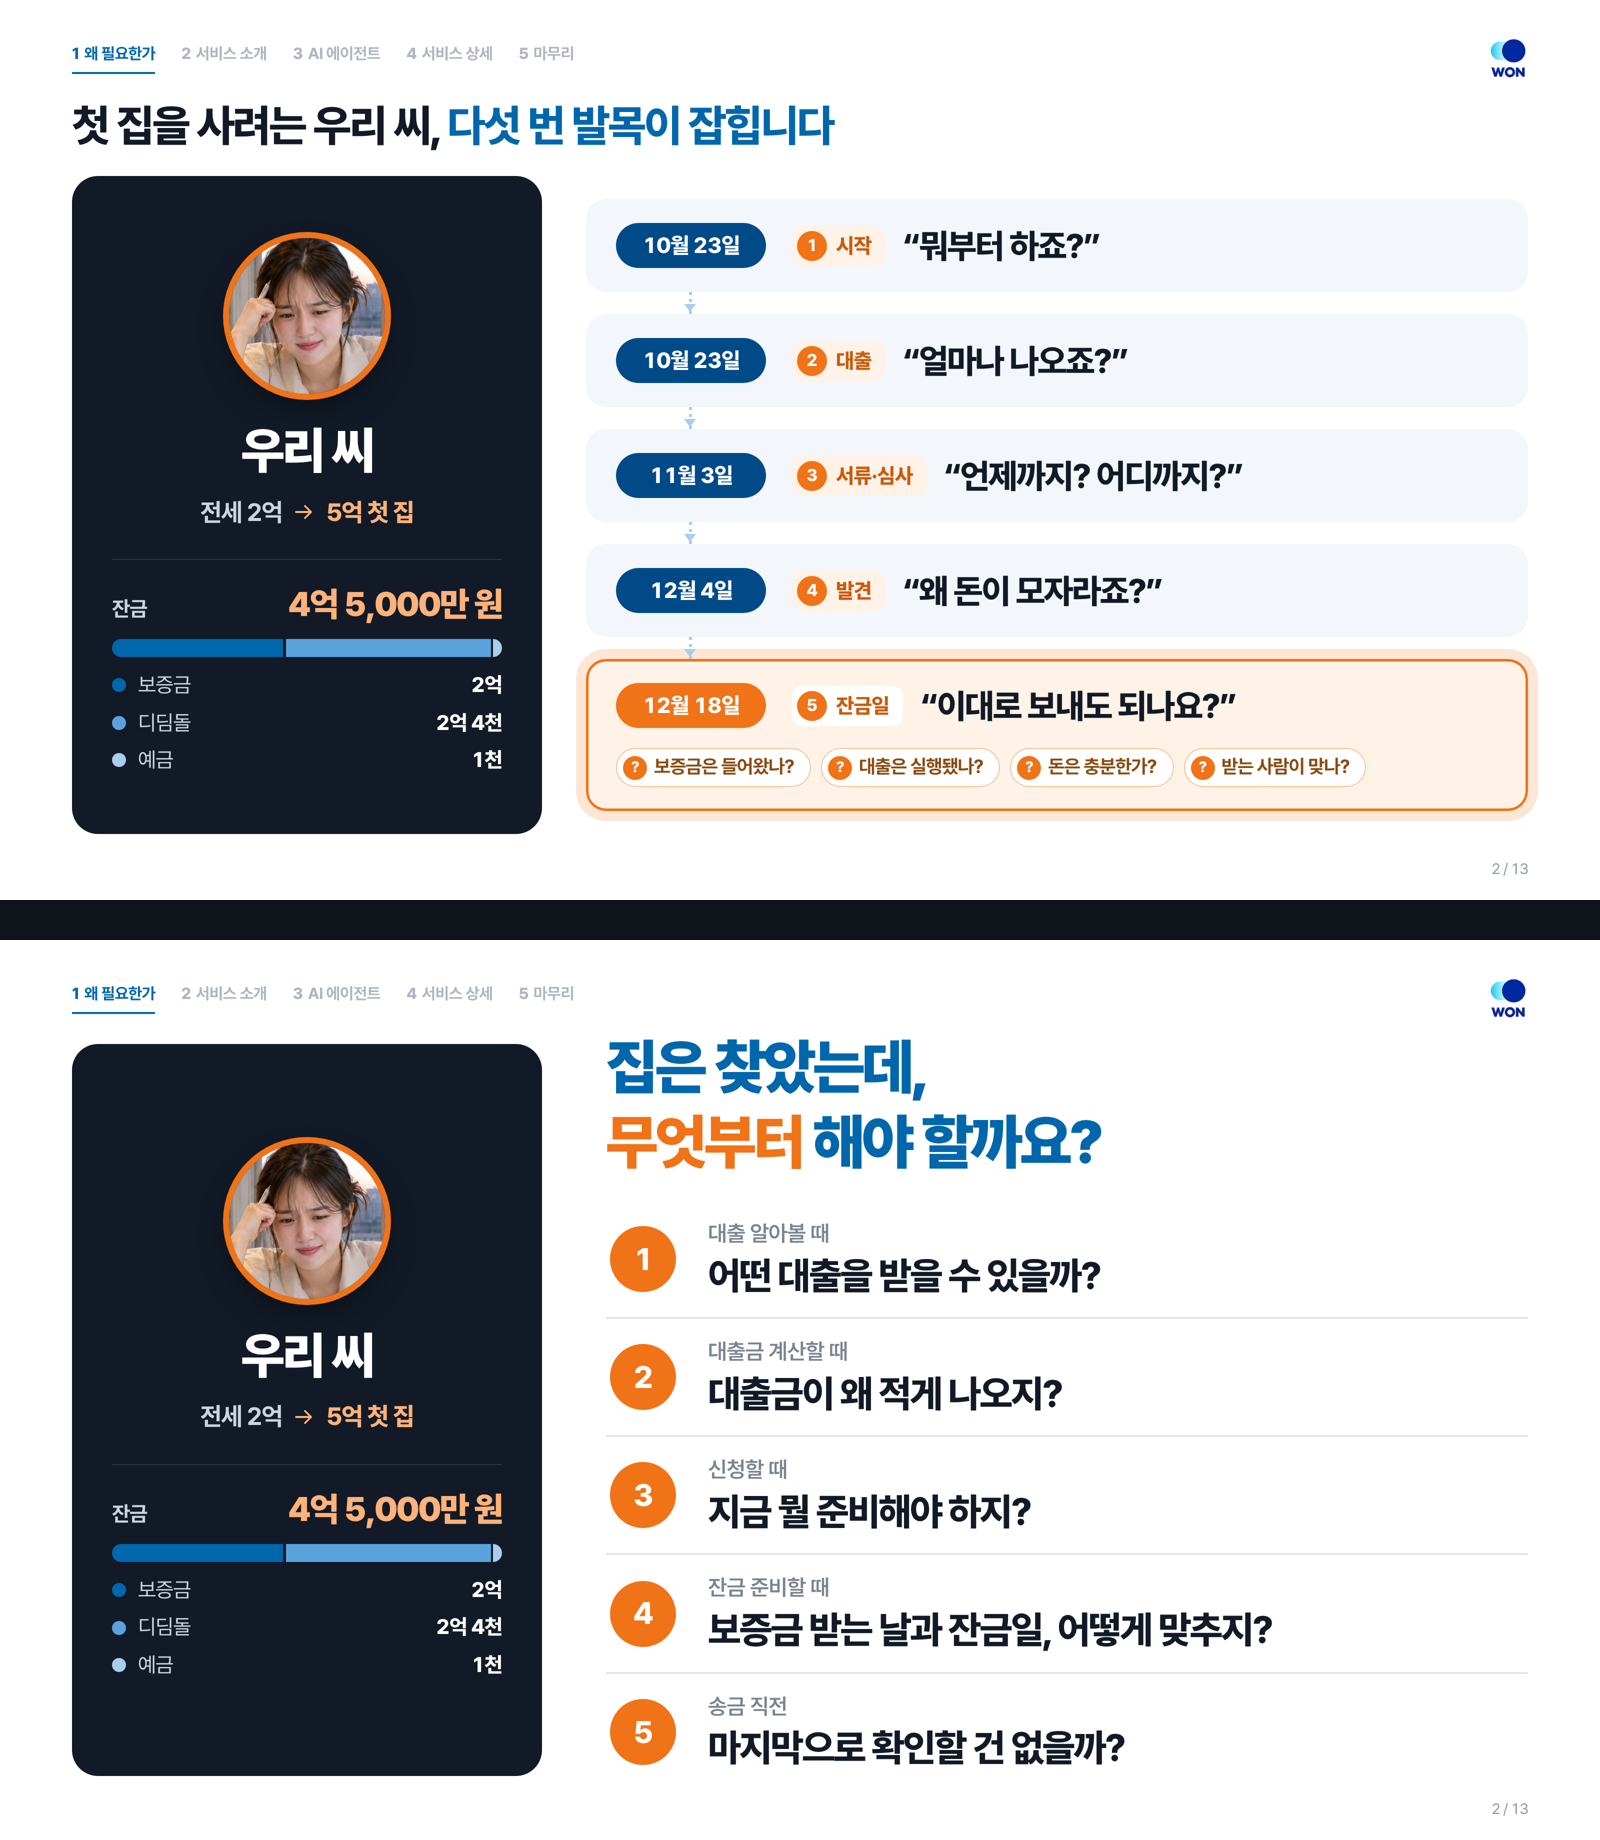 1 왜 필요한가 2 서비스 소개 3 AI 에이전트 4 서비스 상세 5 마무리
WON
첫 집을 사려는 우리 씨, 다섯 번 발목이 잡힙니다
우리 씨
전세 2억 → 5억 첫 집
잔금 4억 5,000만 원
보증금 2억
디딤돌 2억 4천
예금 1천
10월 23일 1 시작 “뭐부터 하죠?”
10월 23일 2 대출 “얼마나 나오죠?”
11월 3일 3 서류·심사 “언제까지? 어디까지?”
12월 4일 4 발견 “왜 돈이 모자라죠?”
12월 18일 5 잔금일 “이대로 보내도 되나요?”
? 보증금은 들어왔나? ? 대출은 실행됐나? ? 돈은 충분한가? ? 받는 사람이 맞나?
2 / 13
1 왜 필요한가 2 서비스 소개 3 AI 에이전트 4 서비스 상세 5 마무리
WON
우리 씨
전세 2억 → 5억 첫 집
잔금 4억 5,000만 원
보증금 2억
디딤돌 2억 4천
예금 1천
집은 찾았는데,
무엇부터 해야 할까요?
1 대출 알아볼 때
어떤 대출을 받을 수 있을까?
2 대출금 계산할 때
대출금이 왜 적게 나오지?
3 신청할 때
지금 뭘 준비해야 하지?
4 잔금 준비할 때
보증금 받는 날과 잔금일, 어떻게 맞추지?
5 송금 직전
마지막으로 확인할 건 없을까?
2 / 13